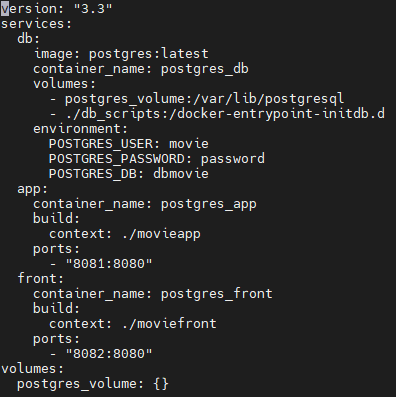 version: "3.3"
services:
  db:
    image: postgres:latest
    container_name: postgres_db
    volumes:
      - postgres_volume:/var/lib/postgresql
      - ./db_scripts:/docker-entrypoint-initdb.d
    environment:
      POSTGRES_USER: movie
      POSTGRES_PASSWORD: password
      POSTGRES_DB: dbmovie
  app:
    container_name: postgres_app
    build:
      context: ./movieapp
    ports:
      - "8081:8080"
  front:
    container_name: postgres_front
    build:
      context: ./moviefront
    ports:
      - "8082:8080"
volumes:
  postgres_volume: {}